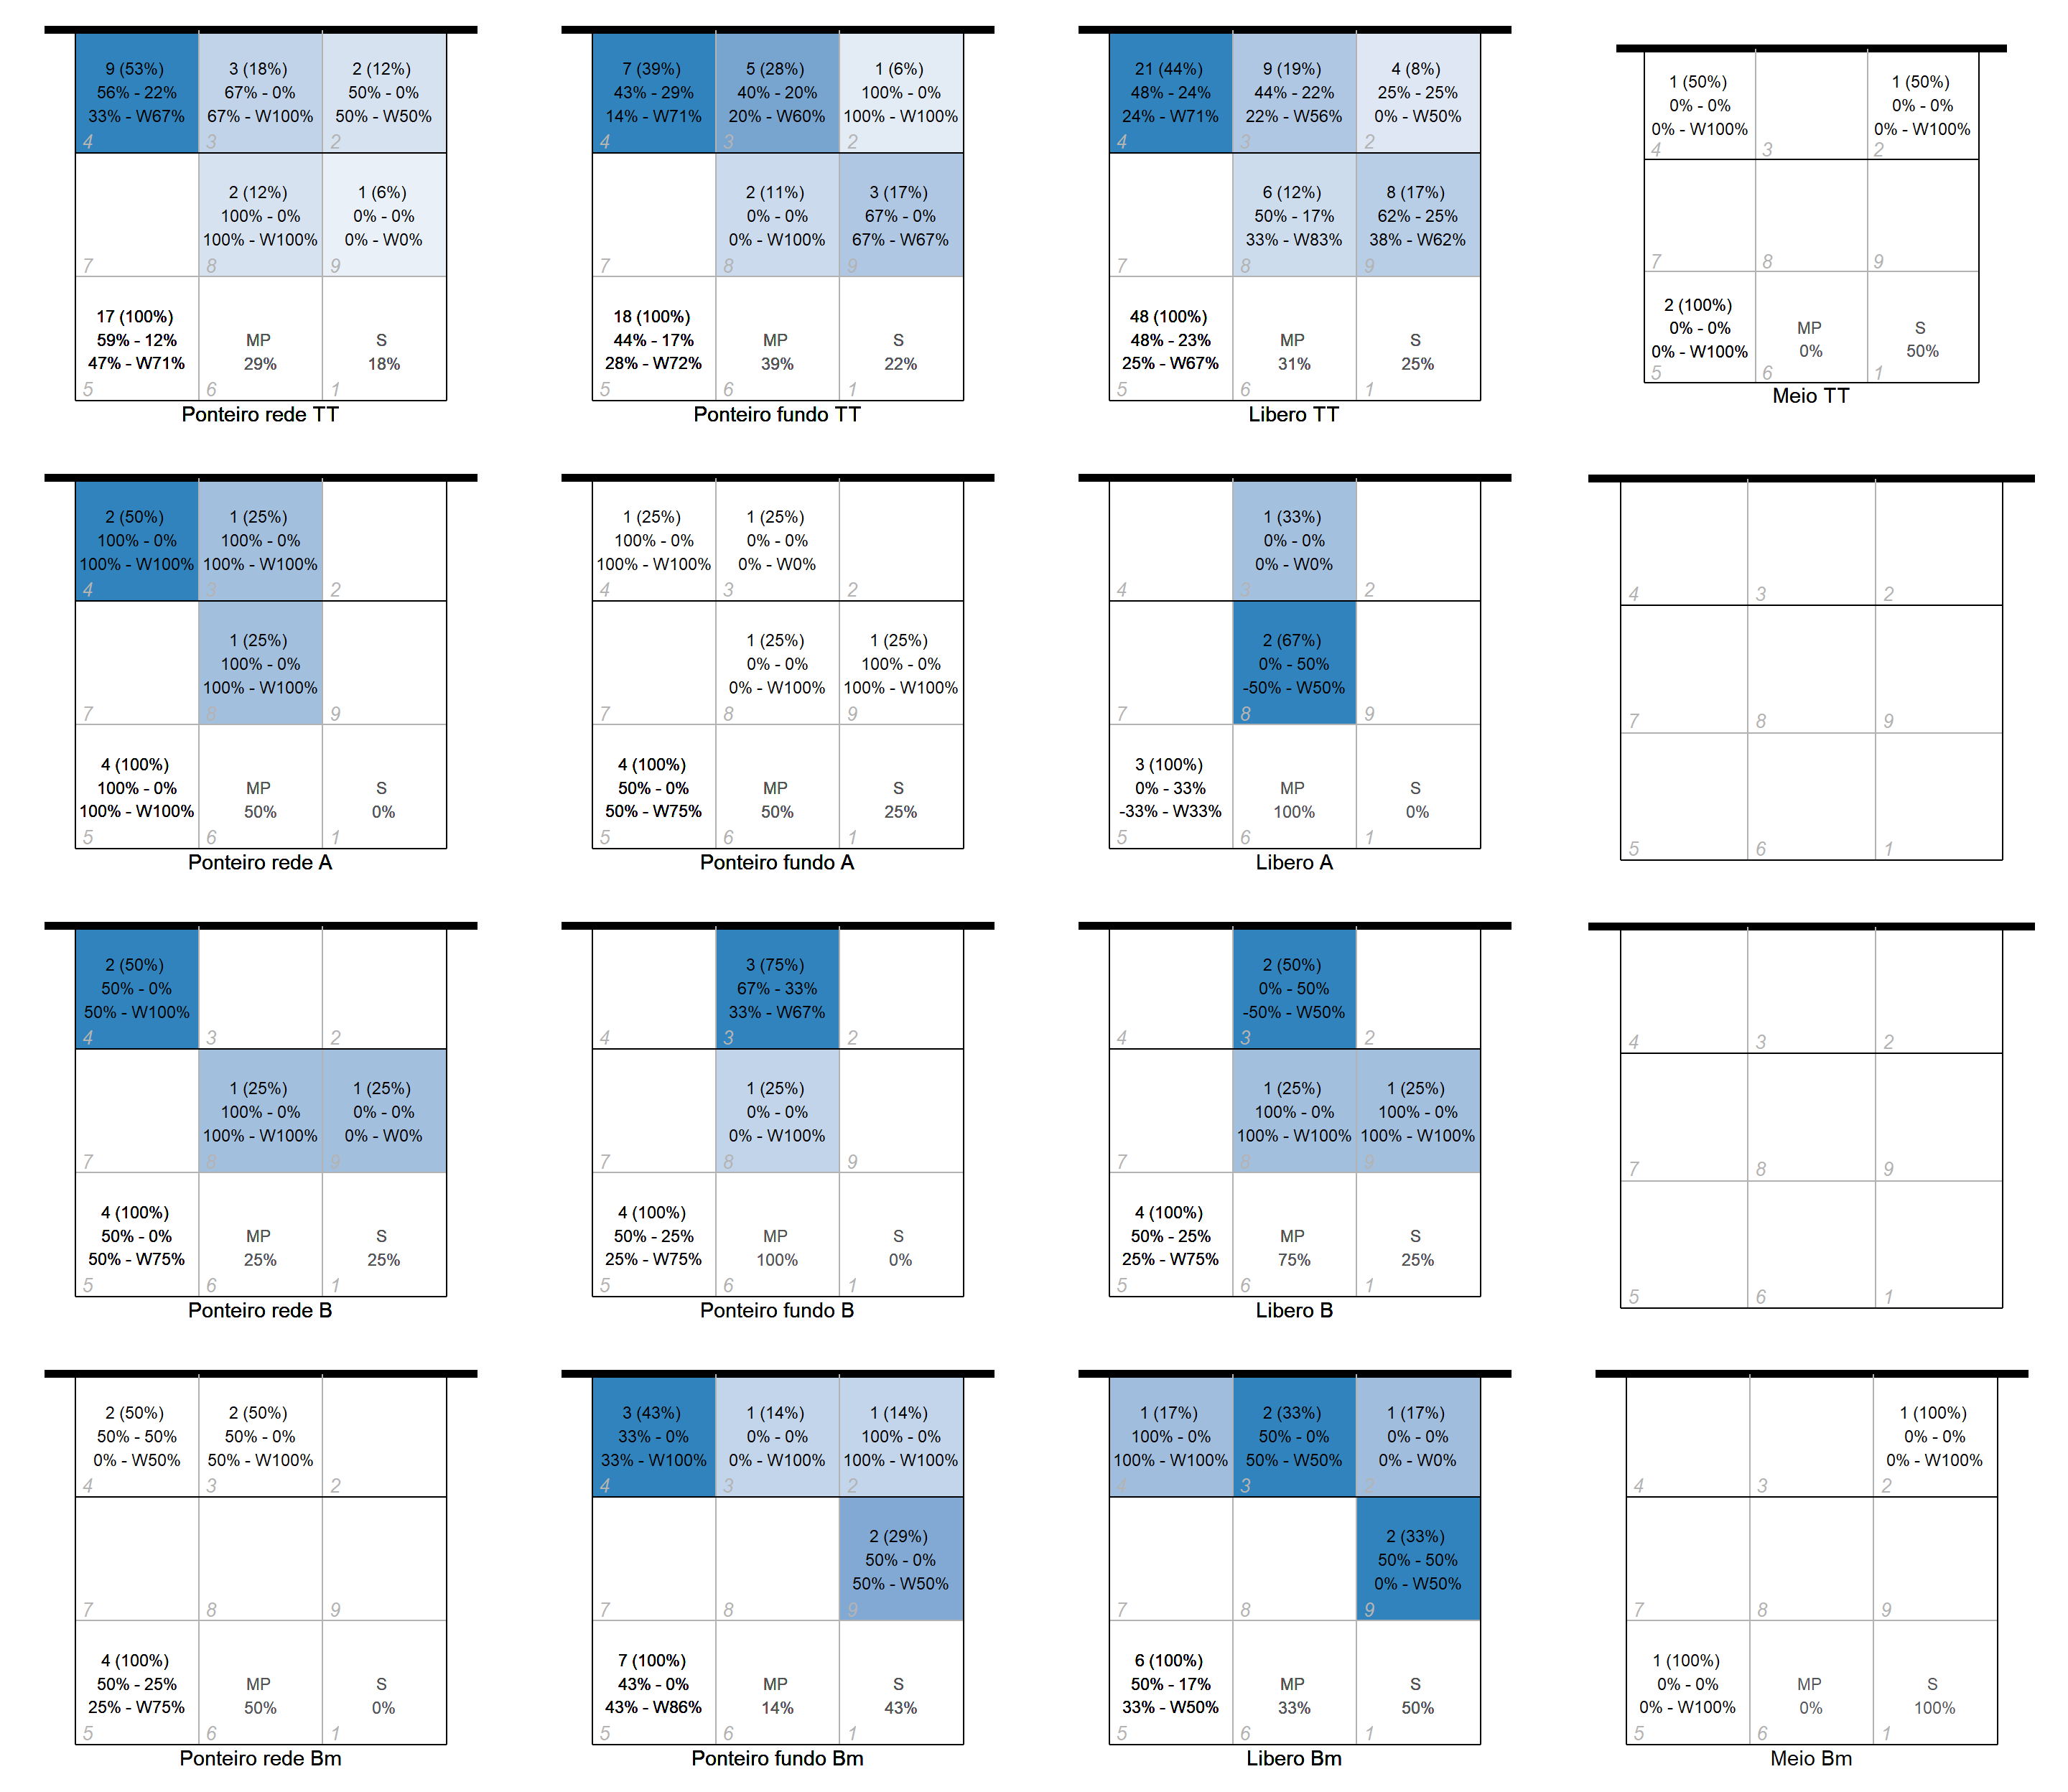 9 (53%)
56% - 22%
33% - W67%
4
3 (18%)
67% - 0%
67% - W100%
3
2 (12%)
50% - 0%
50% - W50%
2
7
2 (12%)
100% - 0%
100% - W100%
8
1 (6%)
0% - 0%
0% - W0%
9
17 (100%)
59% - 12%
47% - W71%
5
MP
29%
6
S
18%
1
Ponteiro rede TT
7 (39%)
43% - 29%
14% - W71%
4
5 (28%)
40% - 20%
20% - W60%
3
1 (6%)
100% - 0%
100% - W100%
2
7
2 (11%)
0% - 0%
0% - W100%
8
3 (17%)
67% - 0%
67% - W67%
9
18 (100%)
44% - 17%
28% - W72%
5
MP
39%
6
S
22%
1
Ponteiro fundo TT
21 (44%)
48% - 24%
24% - W71%
4
9 (19%)
44% - 22%
22% - W56%
3
4 (8%)
25% - 25%
0% - W50%
2
7
6 (12%)
50% - 17%
33% - W83%
8
8 (17%)
62% - 25%
38% - W62%
9
48 (100%)
48% - 23%
25% - W67%
5
MP
31%
6
S
25%
1
Libero TT
1 (50%)
0% - 0%
0% - W100%
4
3
1 (50%)
0% - 0%
0% - W100%
2
7
8
9
2 (100%)
0% - 0%
0% - W100%
5
MP
0%
6
S
50%
1
Meio TT
2 (50%)
100% - 0%
100% - W100%
4
1 (25%)
100% - 0%
100% - W100%
3
2
7
1 (25%)
100% - 0%
100% - W100%
8
9
4 (100%)
100% - 0%
100% - W100%
5
MP
50%
6
S
0%
1
Ponteiro rede A
1 (25%)
100% - 0%
100% - W100%
4
1 (25%)
0% - 0%
0% - W0%
3
2
7
1 (25%)
0% - 0%
0% - W100%
8
1 (25%)
100% - 0%
100% - W100%
9
4 (100%)
50% - 0%
50% - W75%
5
MP
50%
6
S
25%
1
Ponteiro fundo A
4
1 (33%)
0% - 0%
0% - W0%
3
2
7
2 (67%)
0% - 50%
-50% - W50%
8
9
3 (100%)
0% - 33%
-33% - W33%
5
MP
100%
6
S
0%
1
Libero A
4
3
2
7
8
9
5
6
1
2 (50%)
50% - 0%
50% - W100%
4
3
2
7
1 (25%)
100% - 0%
100% - W100%
8
1 (25%)
0% - 0%
0% - W0%
9
4 (100%)
50% - 0%
50% - W75%
5
MP
25%
6
S
25%
1
Ponteiro rede B
4
3 (75%)
67% - 33%
33% - W67%
3
2
7
1 (25%)
0% - 0%
0% - W100%
8
9
4 (100%)
50% - 25%
25% - W75%
5
MP
100%
6
S
0%
1
Ponteiro fundo B
4
2 (50%)
0% - 50%
-50% - W50%
3
2
7
1 (25%)
100% - 0%
100% - W100%
8
1 (25%)
100% - 0%
100% - W100%
9
4 (100%)
50% - 25%
25% - W75%
5
MP
75%
6
S
25%
1
Libero B
4
3
2
7
8
9
5
6
1
2 (50%)
50% - 50%
0% - W50%
4
2 (50%)
50% - 0%
50% - W100%
3
2
7
8
9
4 (100%)
50% - 25%
25% - W75%
5
MP
50%
6
S
0%
1
Ponteiro rede Bm
3 (43%)
33% - 0%
33% - W100%
4
1 (14%)
0% - 0%
0% - W100%
3
1 (14%)
100% - 0%
100% - W100%
2
7
8
2 (29%)
50% - 0%
50% - W50%
9
7 (100%)
43% - 0%
43% - W86%
5
MP
14%
6
S
43%
1
Ponteiro fundo Bm
1 (17%)
100% - 0%
100% - W100%
4
2 (33%)
50% - 0%
50% - W50%
3
1 (17%)
0% - 0%
0% - W0%
2
7
8
2 (33%)
50% - 50%
0% - W50%
9
6 (100%)
50% - 17%
33% - W50%
5
MP
33%
6
S
50%
1
Libero Bm
4
3
1 (100%)
0% - 0%
0% - W100%
2
7
8
9
1 (100%)
0% - 0%
0% - W100%
5
MP
0%
6
S
100%
1
Meio Bm